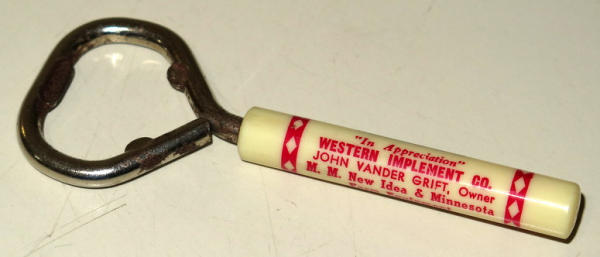 "In Appreciation"
WESTERN IMPLEMENT CO.
JOHN VANDER GRIFT, Owner
M. M. New Idea & Minnesota